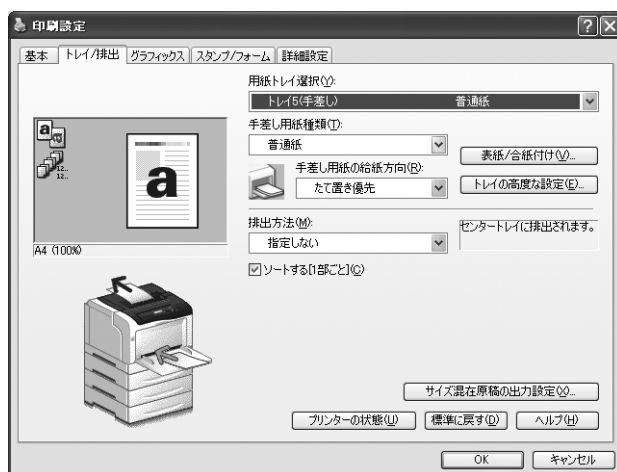 印刷設定
基本 トレイ/排出 グラフィックス スタンプ/フォーム 詳細設定
用紙トレイ選択(Y):
トレイ5(手差し) 普通紙
手差し用紙種類(T):
普通紙
表紙/合紙付け(V)...
手差し用紙の給紙方向(R):
たて置き優先
トレイの高度な設定(E)...
排出方法(M):
指定しない
センタートレイに排出されます。
A4 (100%)
ソートする[1部ごと](C)
サイズ混在原稿の出力設定(X)...
プリンターの状態(U) 標準に戻す(D) ヘルプ(H)
OK キャンセル